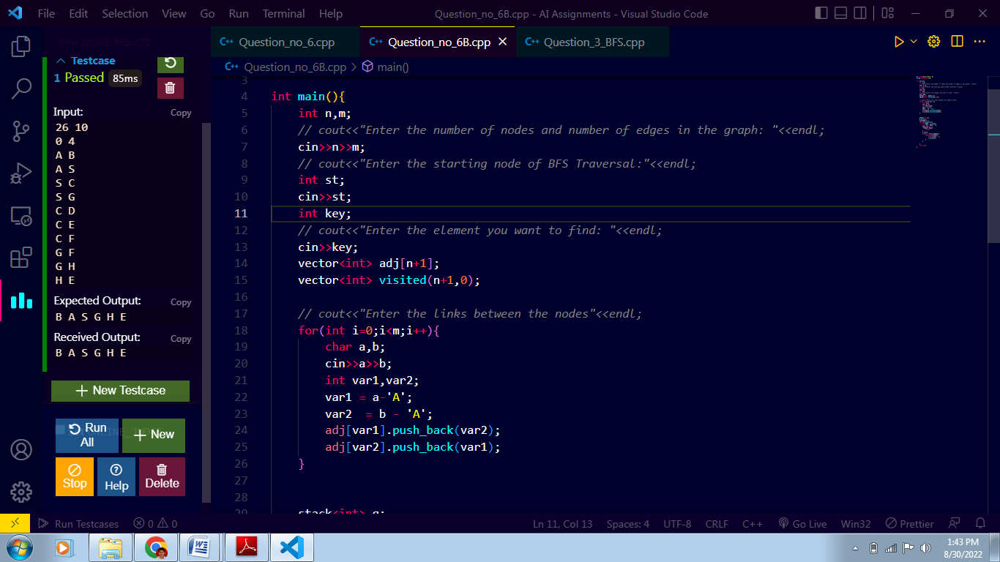 File Edit Selection View Go Run Terminal Help Question_no_6B.cpp - AI Assignments - Visual Studio Code
C++ Question_no_6.cpp C++ Question_no_6B.cpp C++ Question_3_BFS.cpp
C++ Question_no_6B.cpp > main()
Testcase
1 Passed 85ms
Input: Copy
26 10
0 4
A B
A S
S C
S G
C D
C E
C F
G F
G H
H E
Expected Output: Copy
B A S G H E
Received Output: Copy
B A S G H E
+ New Testcase
Run All
+ New
Stop
Help
Delete
3
4 int main(){
5 int n,m;
6 // cout<<"Enter the number of nodes and number of edges in the graph: "<<endl;
7 cin>>n>>m;
8 // cout<<"Enter the starting node of BFS Traversal:"<<endl;
9 int st;
10 cin>>st;
11 int key;
12 // cout<<"Enter the element you want to find: "<<endl;
13 cin>>key;
14 vector<int> adj[n+1];
15 vector<int> visited(n+1,0);
16
17 // cout<<"Enter the links between the nodes"<<endl;
18 for(int i=0;i<m;i++){
19 char a,b;
20 cin>>a>>b;
21 int var1,var2;
22 var1 = a-'A';
23 var2  = b - 'A';
24 adj[var1].push_back(var2);
25 adj[var2].push_back(var1);
26 }
27
28
29 stack<int> q;
Run Testcases 0 0 Ln 11, Col 13 Spaces: 4 UTF-8 CRLF C++ Go Live Win32 Prettier
1:43 PM
8/30/2022